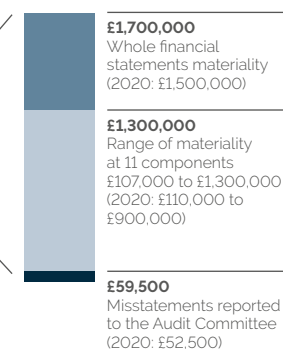 £1,700,000
Whole financial
statements materiality
(2020: £1,500,000)
£1,300,000
Range of materiality
at 11 components
£107,000 to £1,300,000
(2020: £110,000 to
£900,000)
£59,500
Misstatements reported
to the Audit Committee
(2020: £52,500)